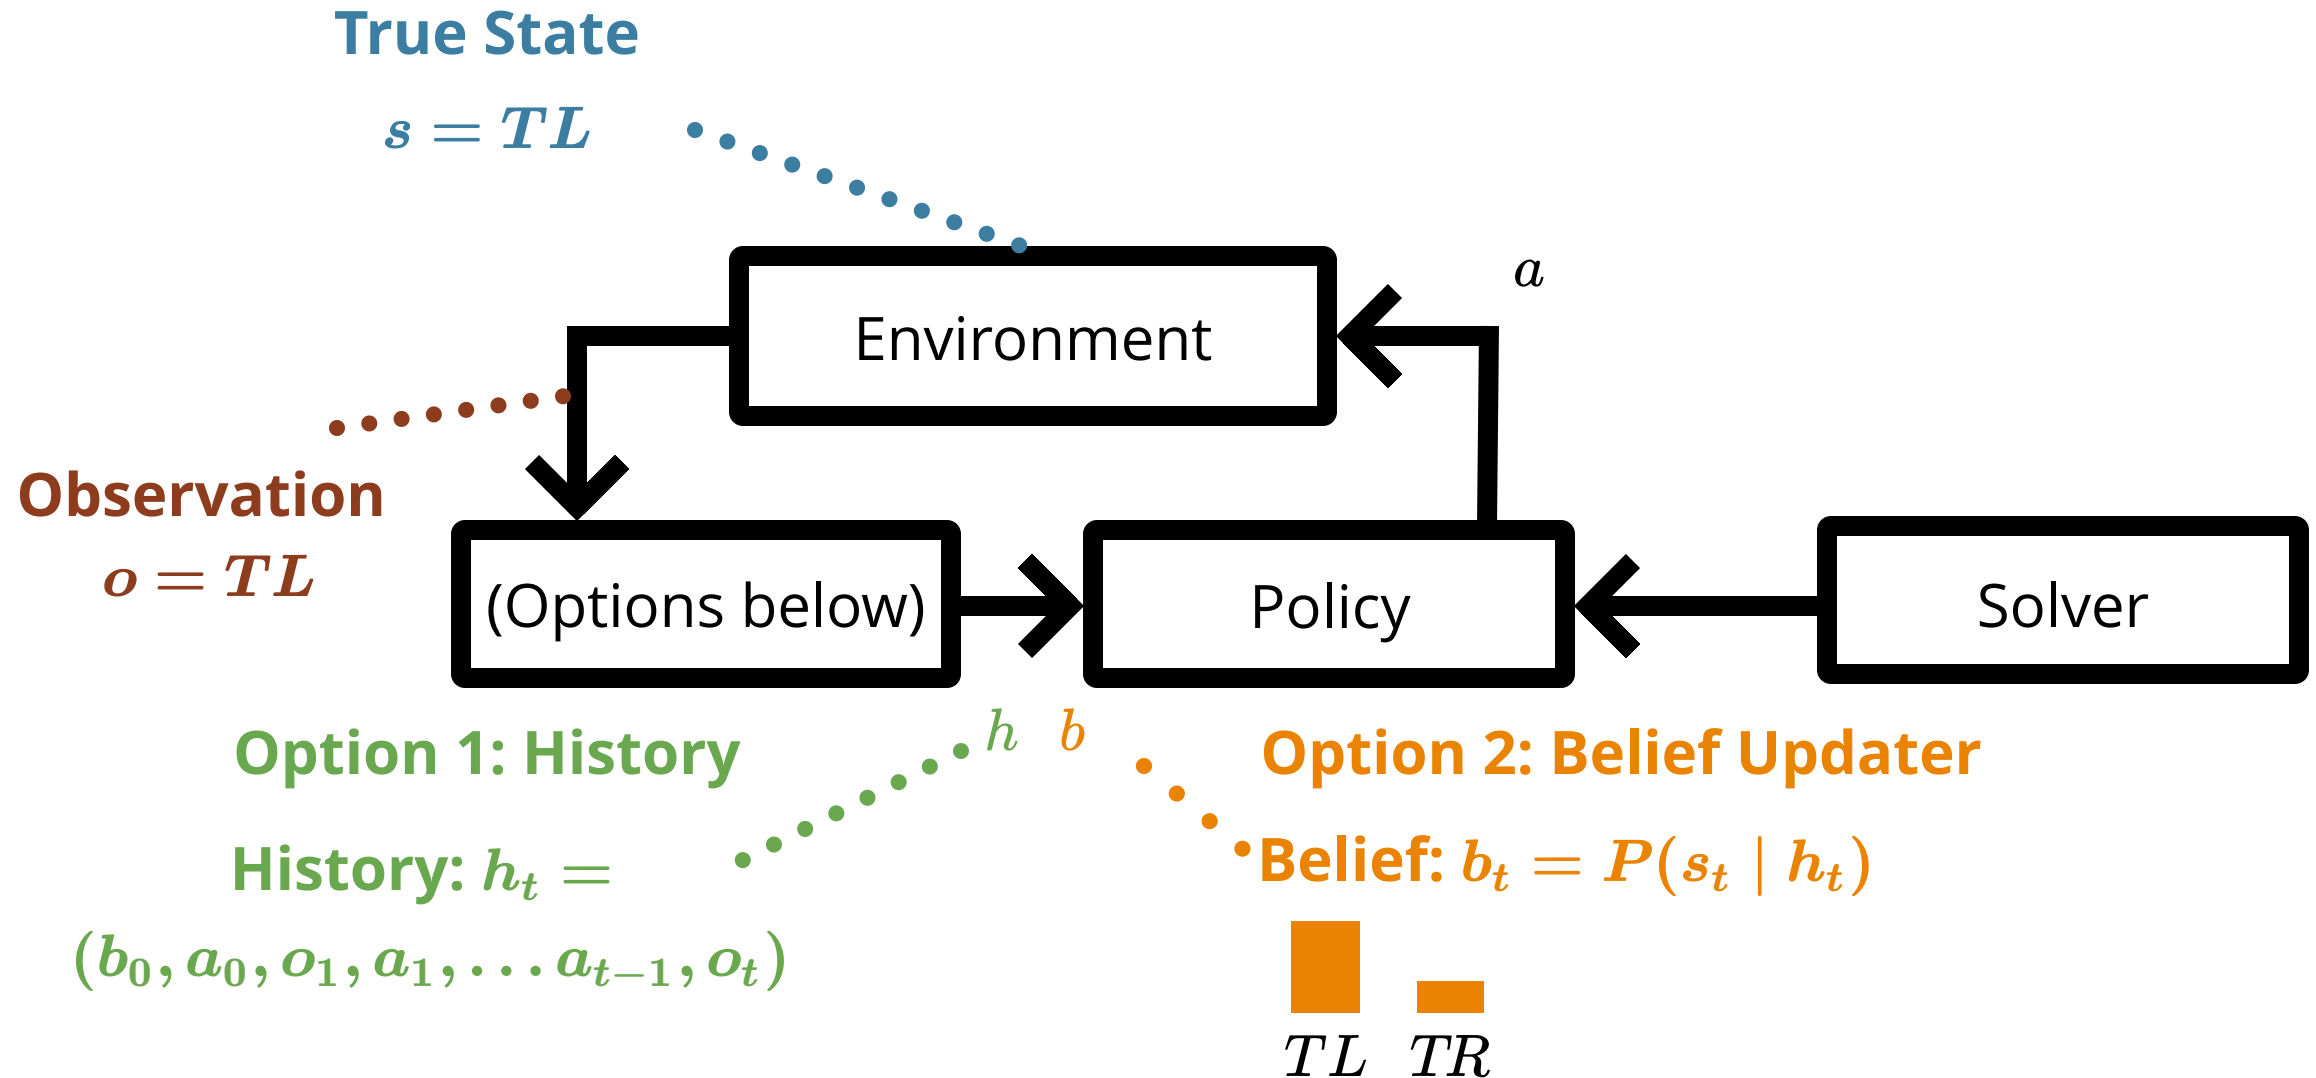 True State
s = TL
a
Environment
Observation
o = TL
(Options below)
Policy
Solver
h b
Option 1: History
Option 2: Belief Updater
History: h_t =
(b_0, a_0, o_1, a_1, ... a_{t-1}, o_t)
Belief: b_t = P(s_t | h_t)
TL TR